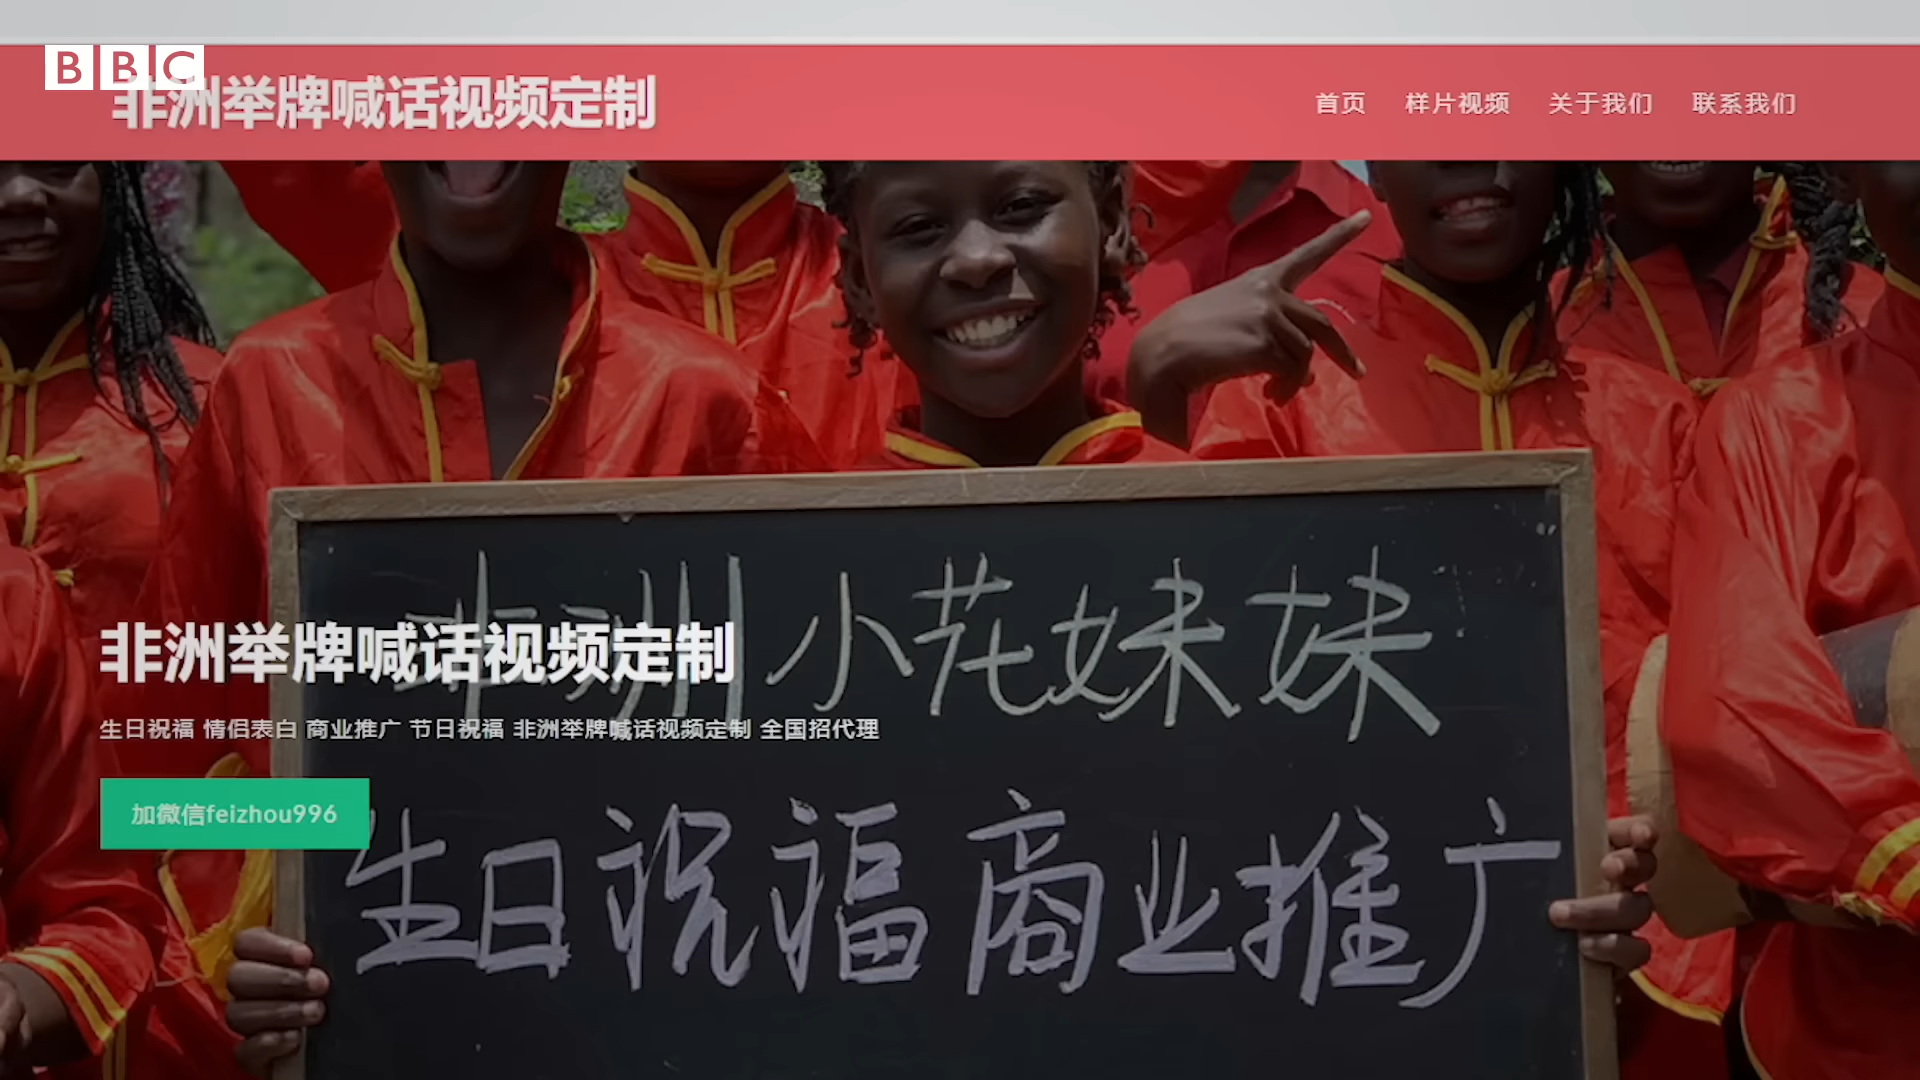 BBC
非洲举牌喊话视频定制
首页 样片视频 关于我们 联系我们
非洲小花妹妹
非洲举牌喊话视频定制
生日祝福 情侣表白 商业推广 节日祝福 非洲举牌喊话视频定制 全国招代理
加微信feizhou996
生日祝福商业推广